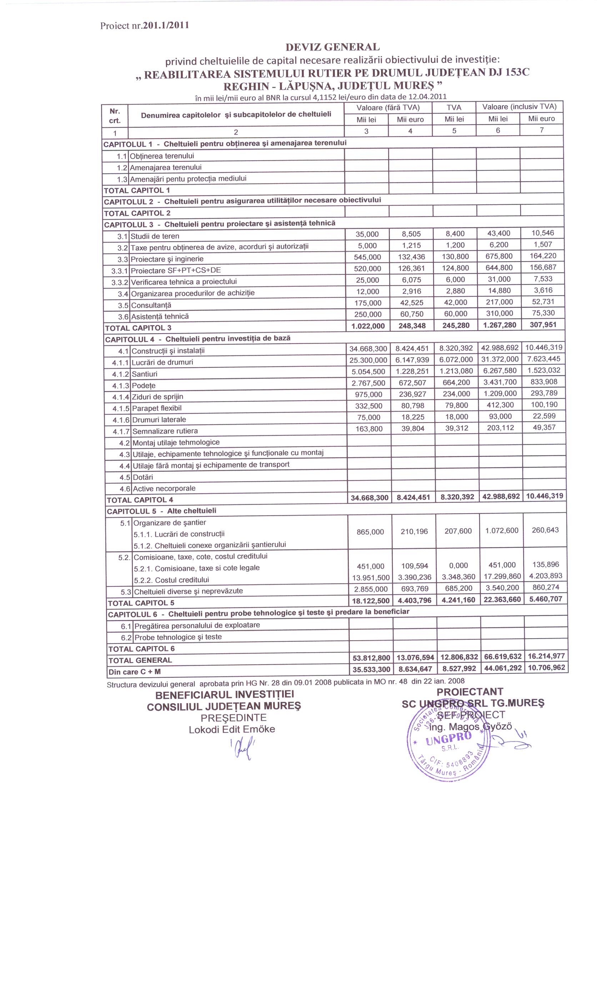 Proiect nr.201.1/2011
DEVIZ GENERAL
privind cheltuielile de capital necesare realizării obiectivului de investiție:
„ REABILITAREA SISTEMULUI RUTIER PE DRUMUL JUDEȚEAN DJ 153C
REGHIN - LĂPUȘNA, JUDEȚUL MUREȘ ”
în mii lei/mii euro al BNR la cursul 4,1152 lei/euro din data de 12.04.2011
Nr. crt. Denumirea capitolelor şi subcapitolelor de cheltuieli Valoare (fără TVA) TVA Valoare (inclusiv TVA)
Mii lei Mii euro Mii lei Mii lei Mii euro
1 2 3 4 5 6 7
CAPITOLUL 1 - Cheltuieli pentru obținerea şi amenajarea terenului
1.1 Obținerea terenului
1.2 Amenajarea terenului
1.3 Amenajări pentu protecția mediului
TOTAL CAPITOL 1
CAPITOLUL 2 - Cheltuieli pentru asigurarea utilităților necesare obiectivului
TOTAL CAPITOL 2
CAPITOLUL 3 - Cheltuieli pentru proiectare şi asistență tehnică
3.1 Studii de teren 35,000 8,505 8,400 43,400 10,546
3.2 Taxe pentru obținerea de avize, acorduri şi autorizații 5,000 1,215 1,200 6,200 1,507
3.3 Proiectare şi inginerie 545,000 132,436 130,800 675,800 164,220
3.3.1 Proiectare SF+PT+CS+DE 520,000 126,361 124,800 644,800 156,687
3.3.2 Verificarea tehnica a proiectului 25,000 6,075 6,000 31,000 7,533
3.4 Organizarea procedurilor de achiziție 12,000 2,916 2,880 14,880 3,616
3.5 Consultanță 175,000 42,525 42,000 217,000 52,731
3.6 Asistență tehnică 250,000 60,750 60,000 310,000 75,330
TOTAL CAPITOL 3 1.022,000 248,348 245,280 1.267,280 307,951
CAPITOLUL 4 - Cheltuieli pentru investiția de bază
4.1 Construcții şi instalații 34.668,300 8.424,451 8.320,392 42.988,692 10.446,319
4.1.1 Lucrări de drumuri 25.300,000 6.147,939 6.072,000 31.372,000 7.623,445
4.1.2 Santiuri 5.054,500 1.228,251 1.213,080 6.267,580 1.523,032
4.1.3 Podețe 2.767,500 672,507 664,200 3.431,700 833,908
4.1.4 Ziduri de sprijin 975,000 236,927 234,000 1.209,000 293,789
4.1.5 Parapet flexibil 332,500 80,798 79,800 412,300 100,190
4.1.6 Drumuri laterale 75,000 18,225 18,000 93,000 22,599
4.1.7 Semnalizare rutiera 163,800 39,804 39,312 203,112 49,357
4.2 Montaj utilaje tehmologice
4.3 Utilaje, echipamente tehnologice şi funcționale cu montaj
4.4 Utilaje fără montaj şi echipamente de transport
4.5 Dotări
4.6 Active necorporale
TOTAL CAPITOL 4 34.668,300 8.424,451 8.320,392 42.988,692 10.446,319
CAPITOLUL 5 - Alte cheltuieli
5.1 Organizare de şantier
5.1.1. Lucrări de construcții 865,000 210,196 207,600 1.072,600 260,643
5.1.2. Cheltuieli conexe organizării şantierului
5.2. Comisioane, taxe, cote, costul creditului
5.2.1. Comisioane, taxe si cote legale 451,000 109,594 0,000 451,000 135,896
5.2.2. Costul creditului 13.951,500 3.390,236 3.348,360 17.299,860 4.203,893
5.3 Cheltuieli diverse şi neprevăzute 2.855,000 693,769 685,200 3.540,200 860,274
TOTAL CAPITOL 5 18.122,500 4.403,796 4.241,160 22.363,660 5.460,707
CAPITOLUL 6 - Cheltuieli pentru probe tehnologice şi teste şi predare la beneficiar
6.1 Pregătirea personalului de exploatare
6.2 Probe tehnologice şi teste
TOTAL CAPITOL 6
TOTAL GENERAL 53.812,800 13.076,594 12.806,832 66.619,632 16.214,977
Din care C + M 35.533,300 8.634,647 8.527,992 44.061,292 10.706,962
Structura devizului general aprobata prin HG Nr. 28 din 09.01 2008 publicata in MO nr. 48 din 22 ian. 2008
BENEFICIARUL INVESTIȚIEI
CONSILIUL JUDEȚEAN MUREŞ
PREŞEDINTE
Lokodi Edit Emőke
PROIECTANT
SC UNGPRO SRL TG.MUREŞ
ŞEF PROIECT
ing. Magos Győző
Societatea Comercială
UNGPRO
S.R.L.
CIF: 5408893
Târgu Mureş - România